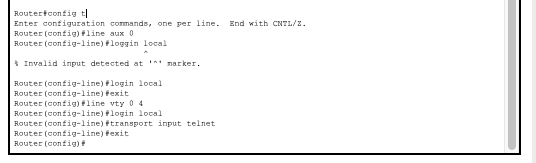 Router#config t
Enter configuration commands, one per line.  End with CNTL/Z.
Router(config)#line aux 0
Router(config-line)#loggin local
^
% Invalid input detected at '^' marker.
Router(config-line)#login local
Router(config-line)#exit
Router(config)#line vty 0 4
Router(config-line)#login local
Router(config-line)#transport input telnet
Router(config-line)#exit
Router(config)#